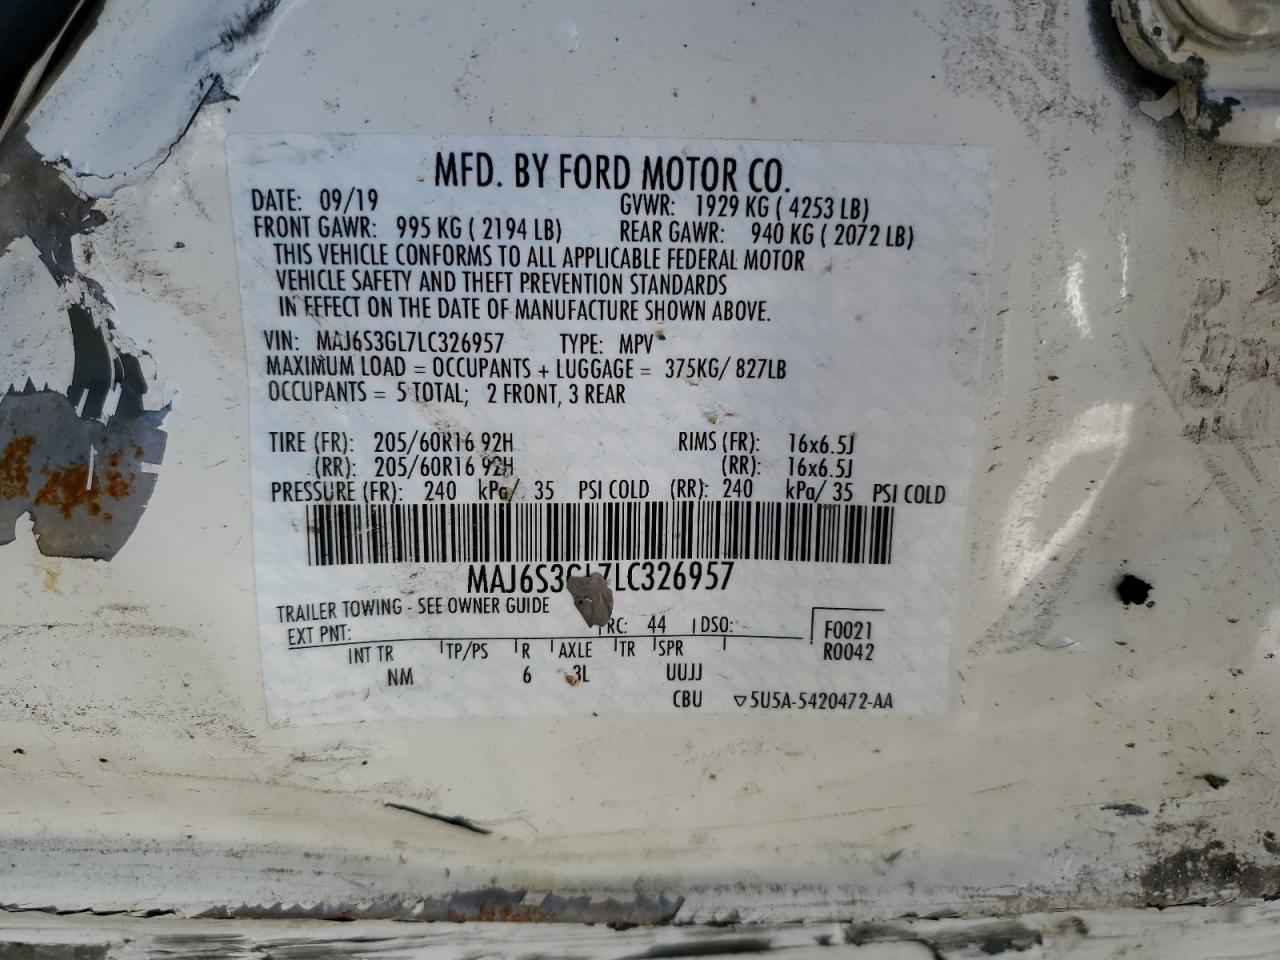 MFD. BY FORD MOTOR CO.
DATE: 09/19 GVWR: 1929 KG ( 4253 LB)
FRONT GAWR: 995 KG ( 2194 LB) REAR GAWR: 940 KG ( 2072 LB)
THIS VEHICLE CONFORMS TO ALL APPLICABLE FEDERAL MOTOR
VEHICLE SAFETY AND THEFT PREVENTION STANDARDS
IN EFFECT ON THE DATE OF MANUFACTURE SHOWN ABOVE.
VIN: MAJ6S3GL7LC326957 TYPE: MPV
MAXIMUM LOAD = OCCUPANTS + LUGGAGE = 375KG/ 827LB
OCCUPANTS = 5 TOTAL; 2 FRONT, 3 REAR
TIRE (FR): 205/60R16 92H RIMS (FR): 16x6.5J
(RR): 205/60R16 92H (RR): 16x6.5J
PRESSURE (FR): 240 kPa/ 35 PSI COLD (RR): 240 kPa/ 35 PSI COLD
MAJ6S3GL7LC326957
TRAILER TOWING - SEE OWNER GUIDE
EXT PNT: RC: 44 DSO: F0021
INT TR TP/PS R AXLE TR SPR R0042
NM 6 3L UUJJ
CBU ▽5U5A-5420472-AA